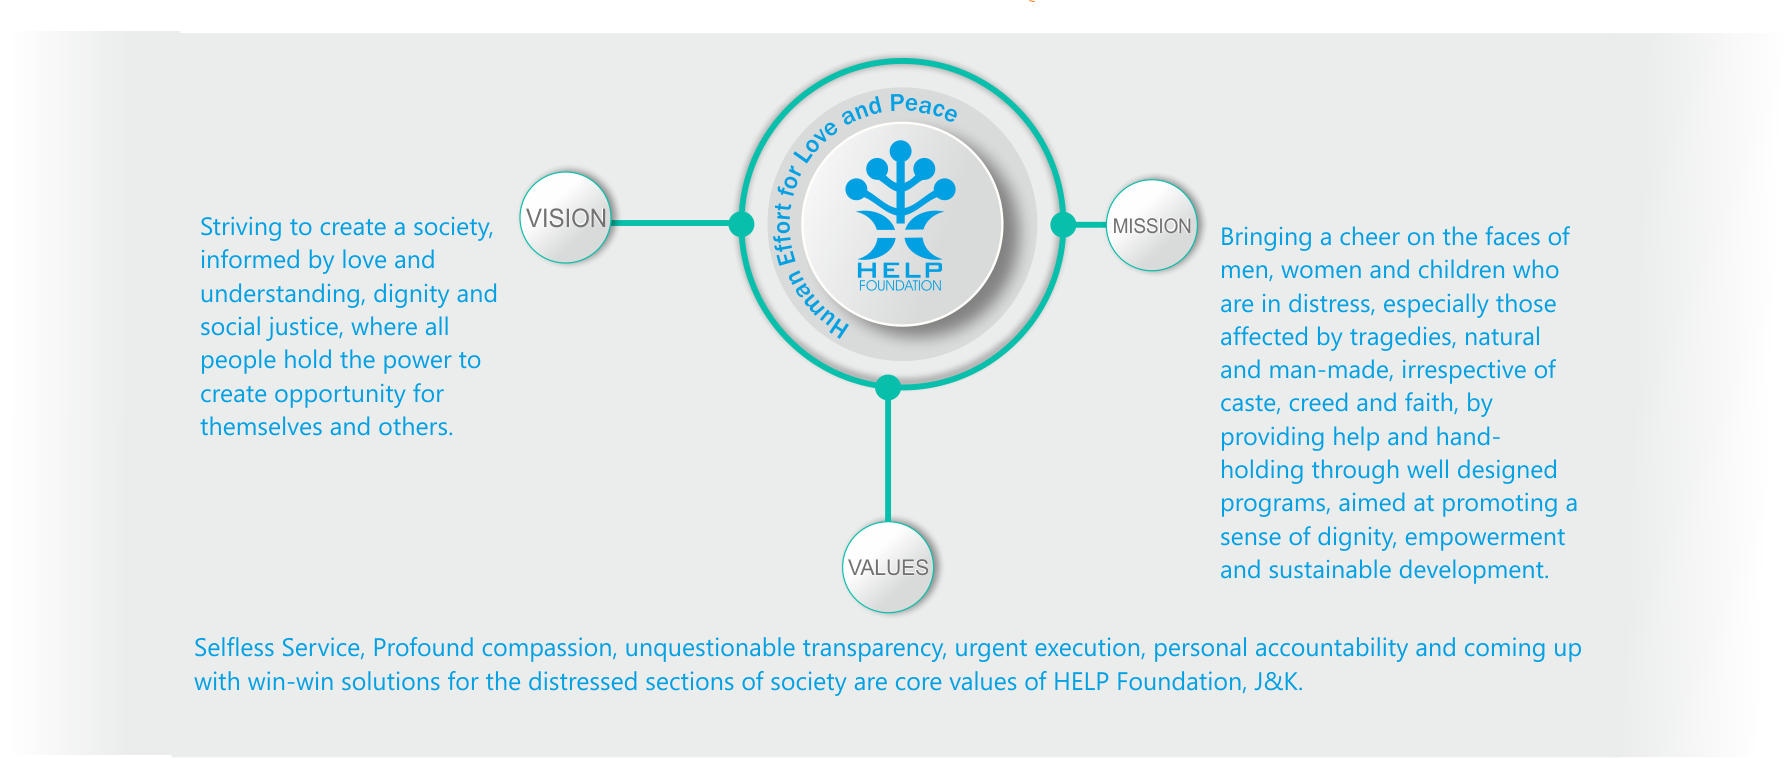 Human Effort for Love and Peace
HELP
FOUNDATION
VISION
Striving to create a society,
informed by love and
understanding, dignity and
social justice, where all
people hold the power to
create opportunity for
themselves and others.
MISSION
Bringing a cheer on the faces of
men, women and children who
are in distress, especially those
affected by tragedies, natural
and man-made, irrespective of
caste, creed and faith, by
providing help and hand-
holding through well designed
programs, aimed at promoting a
sense of dignity, empowerment
and sustainable development.
VALUES
Selfless Service, Profound compassion, unquestionable transparency, urgent execution, personal accountability and coming up
with win-win solutions for the distressed sections of society are core values of HELP Foundation, J&K.